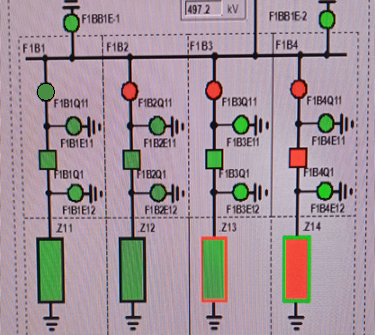 497.2 kV
F1BB1E-1 F1BB1E-2
F1B1 F1B2 F1B3 F1B4
F1B1Q11 F1B2Q11 F1B3Q11 F1B4Q11
F1B1E11 F1B2E11 F1B3E11 F1B4E11
F1B1Q1 F1B2Q1 F1B3Q1 F1B4Q1
F1B1E12 F1B2E12 F1B3E12 F1B4E12
Z11 Z12 Z13 Z14